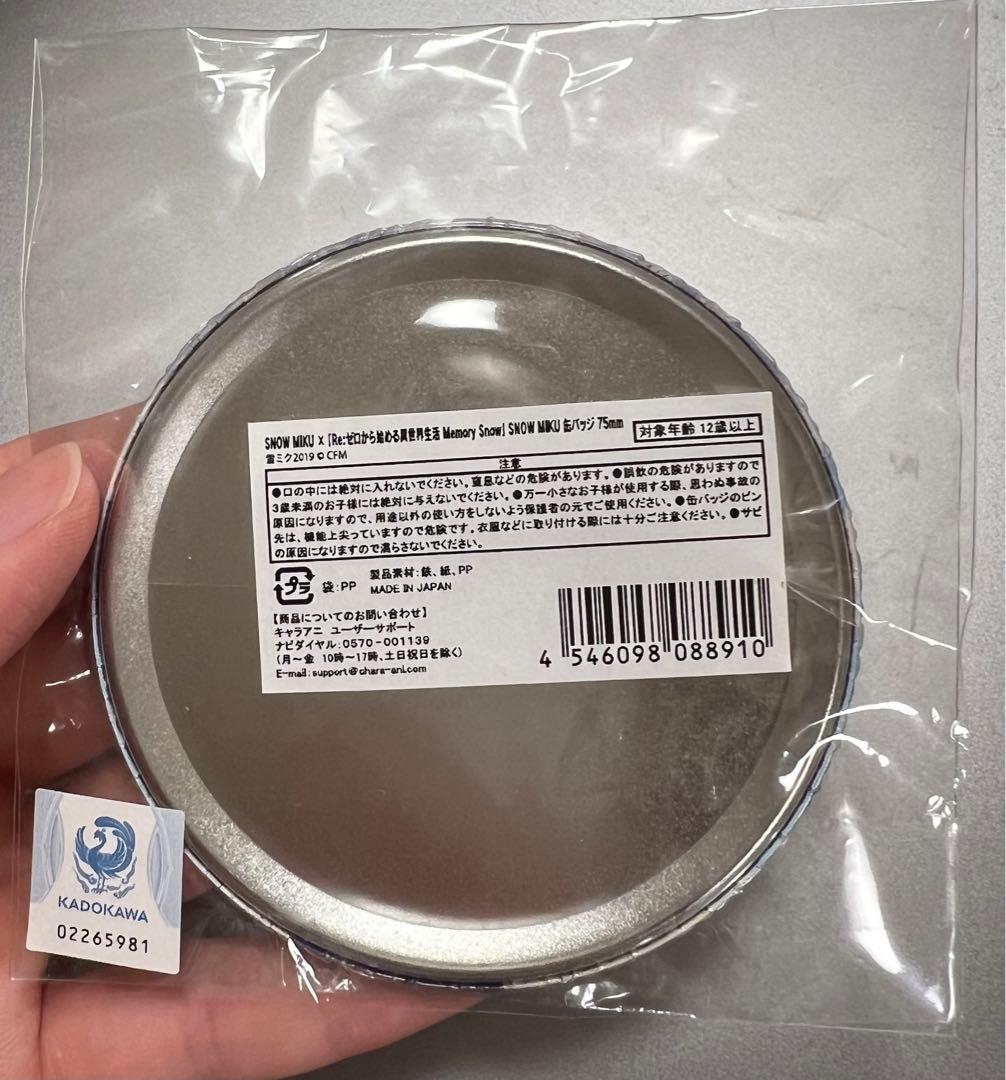 SNOW MIKU × 「Re:ゼロから始める異世界生活 Memory Snow」 SNOW MIKU 缶バッジ 75mm
対象年齢 12歳以上
雪ミク2019 © CFM
注意
●口の中には絶対に入れないでください。窒息などの危険があります。●誤飲の危険がありますので
3歳未満のお子様には絶対に与えないでください。●万一小さなお子様が使用する際、思わぬ事故の
原因になりますので、用途以外の使い方をしないよう保護者の元でご使用ください。●缶バッジのピン
先は、機能上尖っていますので危険です。衣服などに取り付ける際には十分ご注意ください。●サビ
の原因になりますので濡らさないでください。
プラ
袋:PP
製品素材:鉄、紙、PP
MADE IN JAPAN
【商品についてのお問い合わせ】
キャラアニ ユーザーサポート
ナビダイヤル:0570-001139
(月〜金 10時〜17時、土日祝日を除く)
E-mail:support@chara-ani.com
4 546098 088910
KADOKAWA
02265981